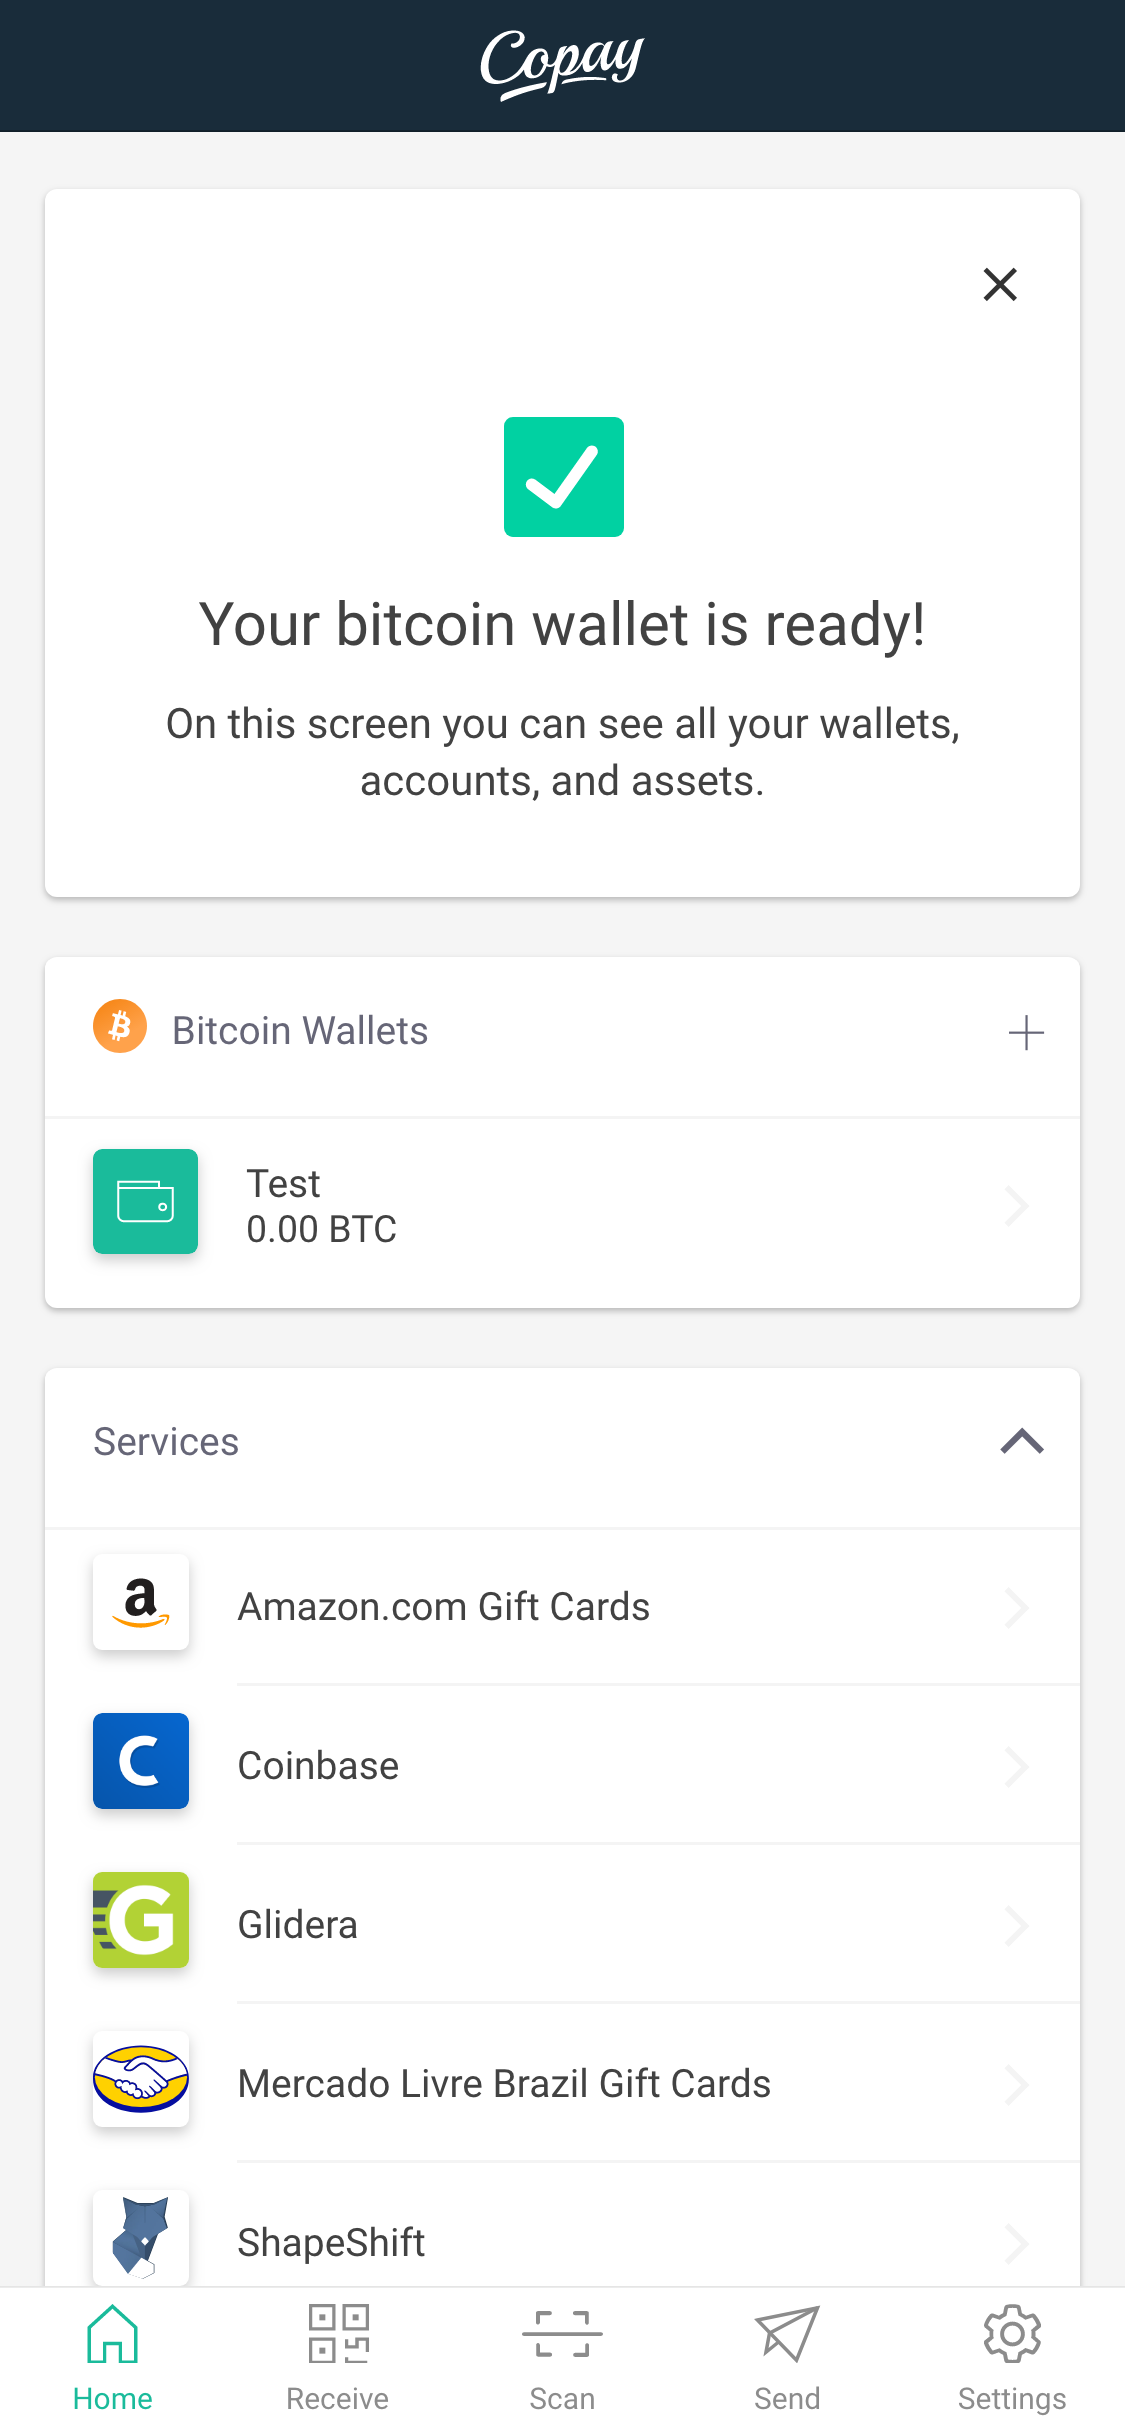 Copay
Your bitcoin wallet is ready!
On this screen you can see all your wallets,
accounts, and assets.
Bitcoin Wallets
Test
0.00 BTC
Services
Amazon.com Gift Cards
Coinbase
Glidera
Mercado Livre Brazil Gift Cards
ShapeShift
Home
Receive
Scan
Send
Settings